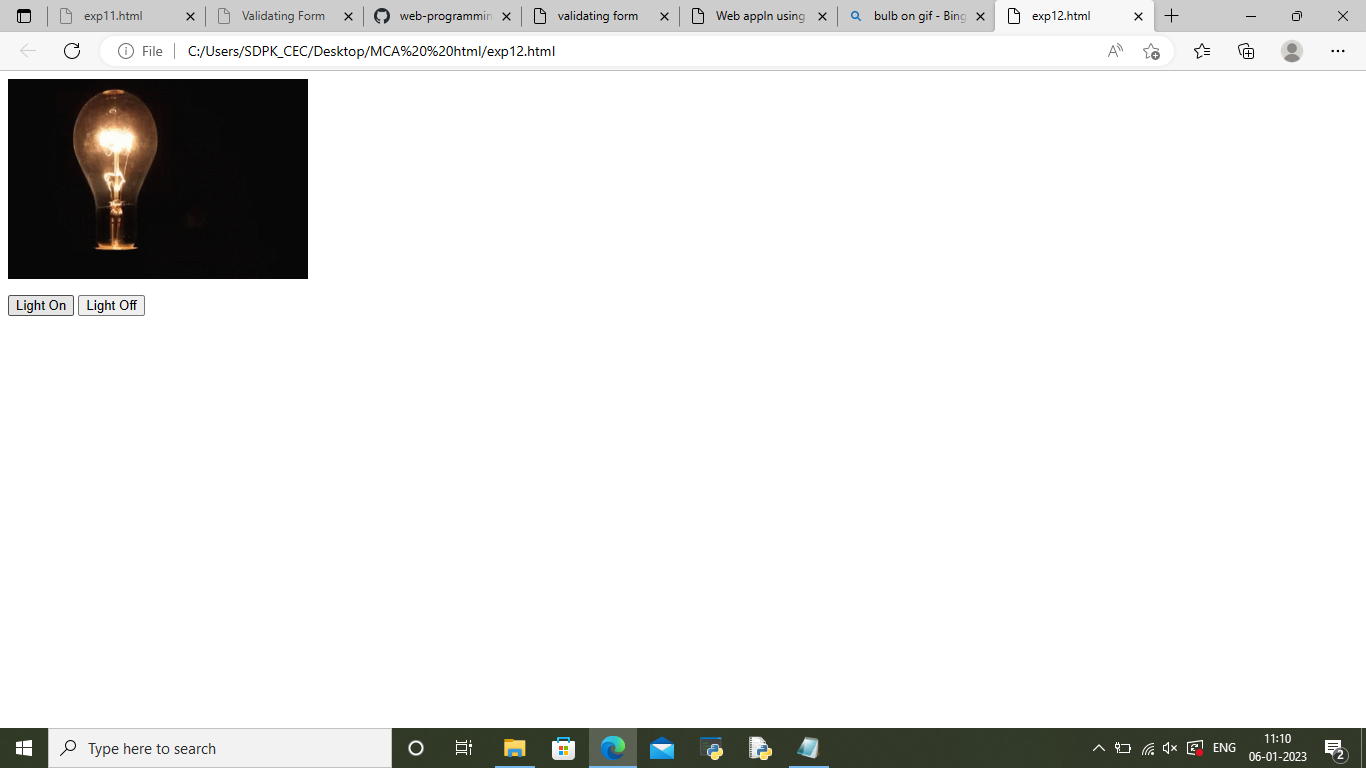 exp11.html
Validating Form
web-programmin
validating form
Web appln using
bulb on gif - Bing
exp12.html
File
C:/Users/SDPK_CEC/Desktop/MCA%20%20html/exp12.html
Light On
Light Off
Type here to search
ENG
11:10
06-01-2023
2